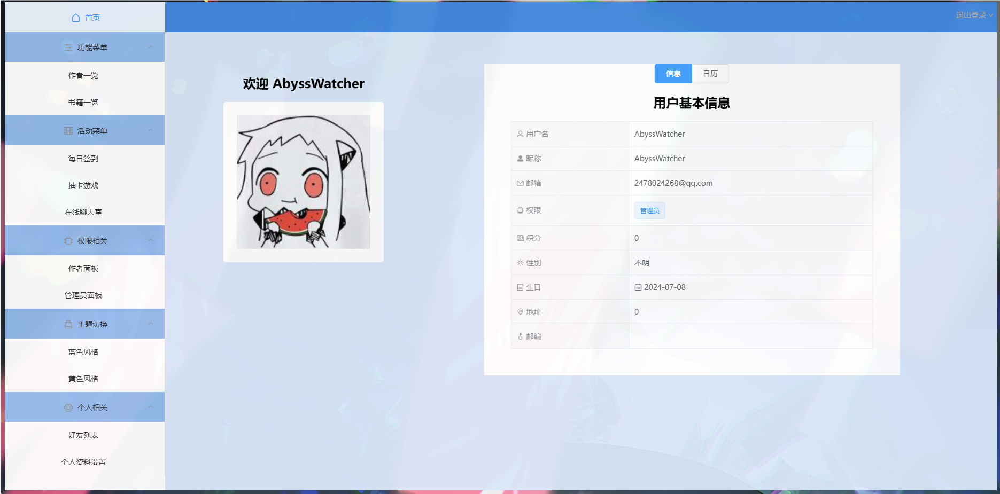 首页
退出登录
功能菜单
作者一览
书籍一览
活动菜单
每日签到
抽卡游戏
在线聊天室
权限相关
作者面板
管理员面板
主题切换
蓝色风格
黄色风格
个人相关
好友列表
个人资料设置
欢迎 AbyssWatcher
信息 日历
用户基本信息
用户名 AbyssWatcher
昵称 AbyssWatcher
邮箱 2478024268@qq.com
权限 管理员
积分 0
性别 不明
生日 2024-07-08
地址 0
邮编